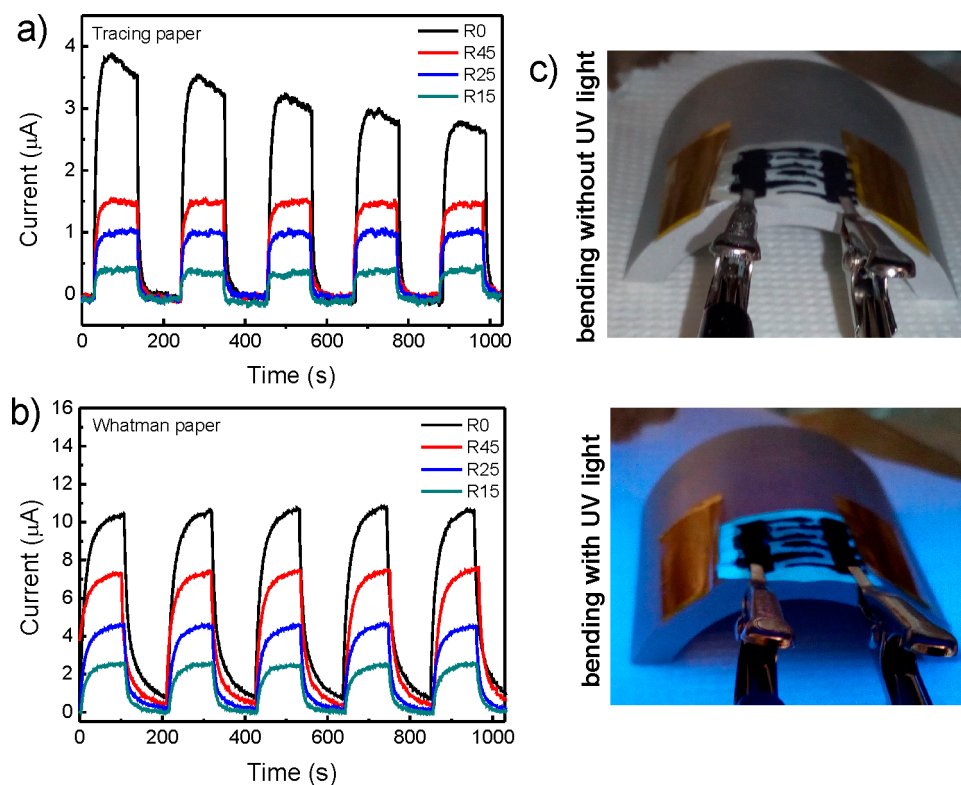 a)
Tracing paper
R0
R45
R25
R15
Current (μA)
4
3
2
1
0
0 200 400 600 800 1000
Time (s)
b)
Whatman paper
R0
R45
R25
R15
Current (μA)
16
14
12
10
8
6
4
2
0
0 200 400 600 800 1000
Time (s)
c)
bending without UV light
bending with UV light